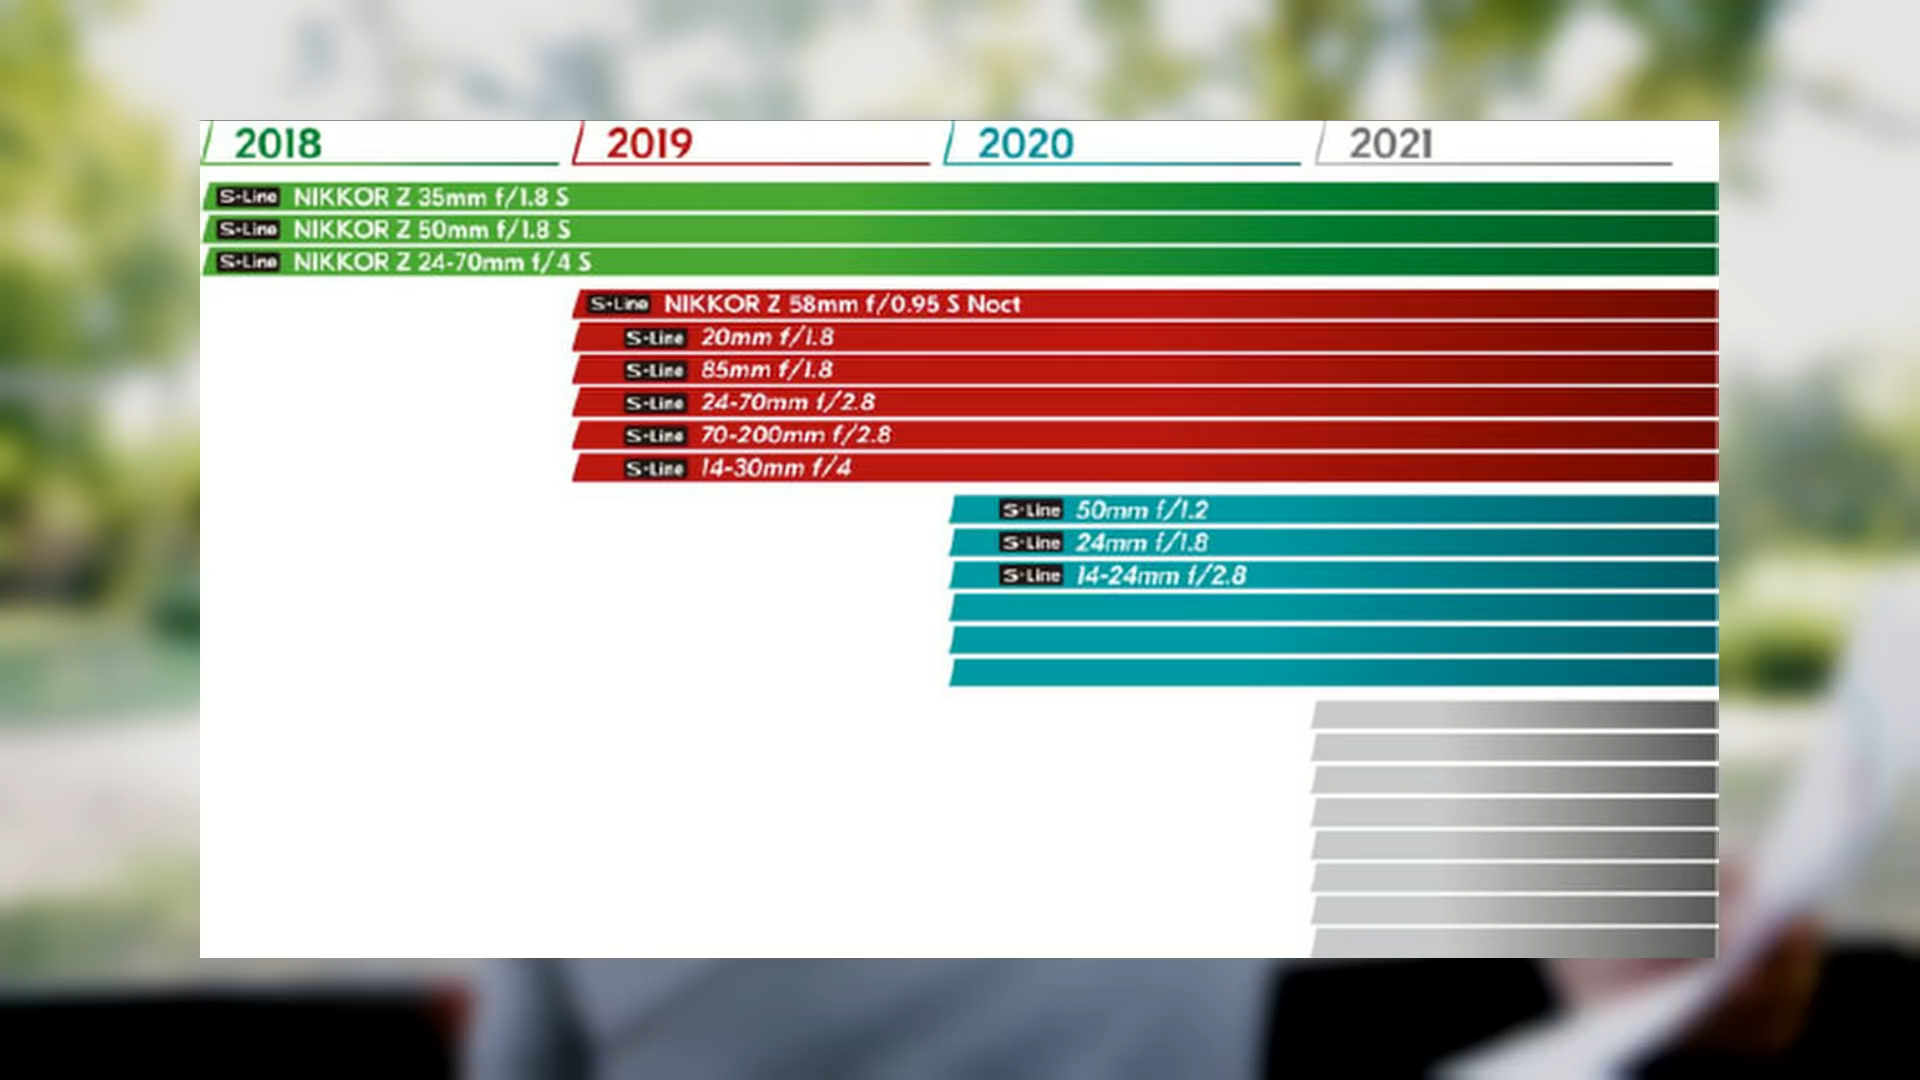 2018 2019 2020 2021
S-Line NIKKOR Z 35mm f/1.8 S
S-Line NIKKOR Z 50mm f/1.8 S
S-Line NIKKOR Z 24-70mm f/4 S
S-Line NIKKOR Z 58mm f/0.95 S Noct
S-Line 20mm f/1.8
S-Line 85mm f/1.8
S-Line 24-70mm f/2.8
S-Line 70-200mm f/2.8
S-Line 14-30mm f/4
S-Line 50mm f/1.2
S-Line 24mm f/1.8
S-Line 14-24mm f/2.8